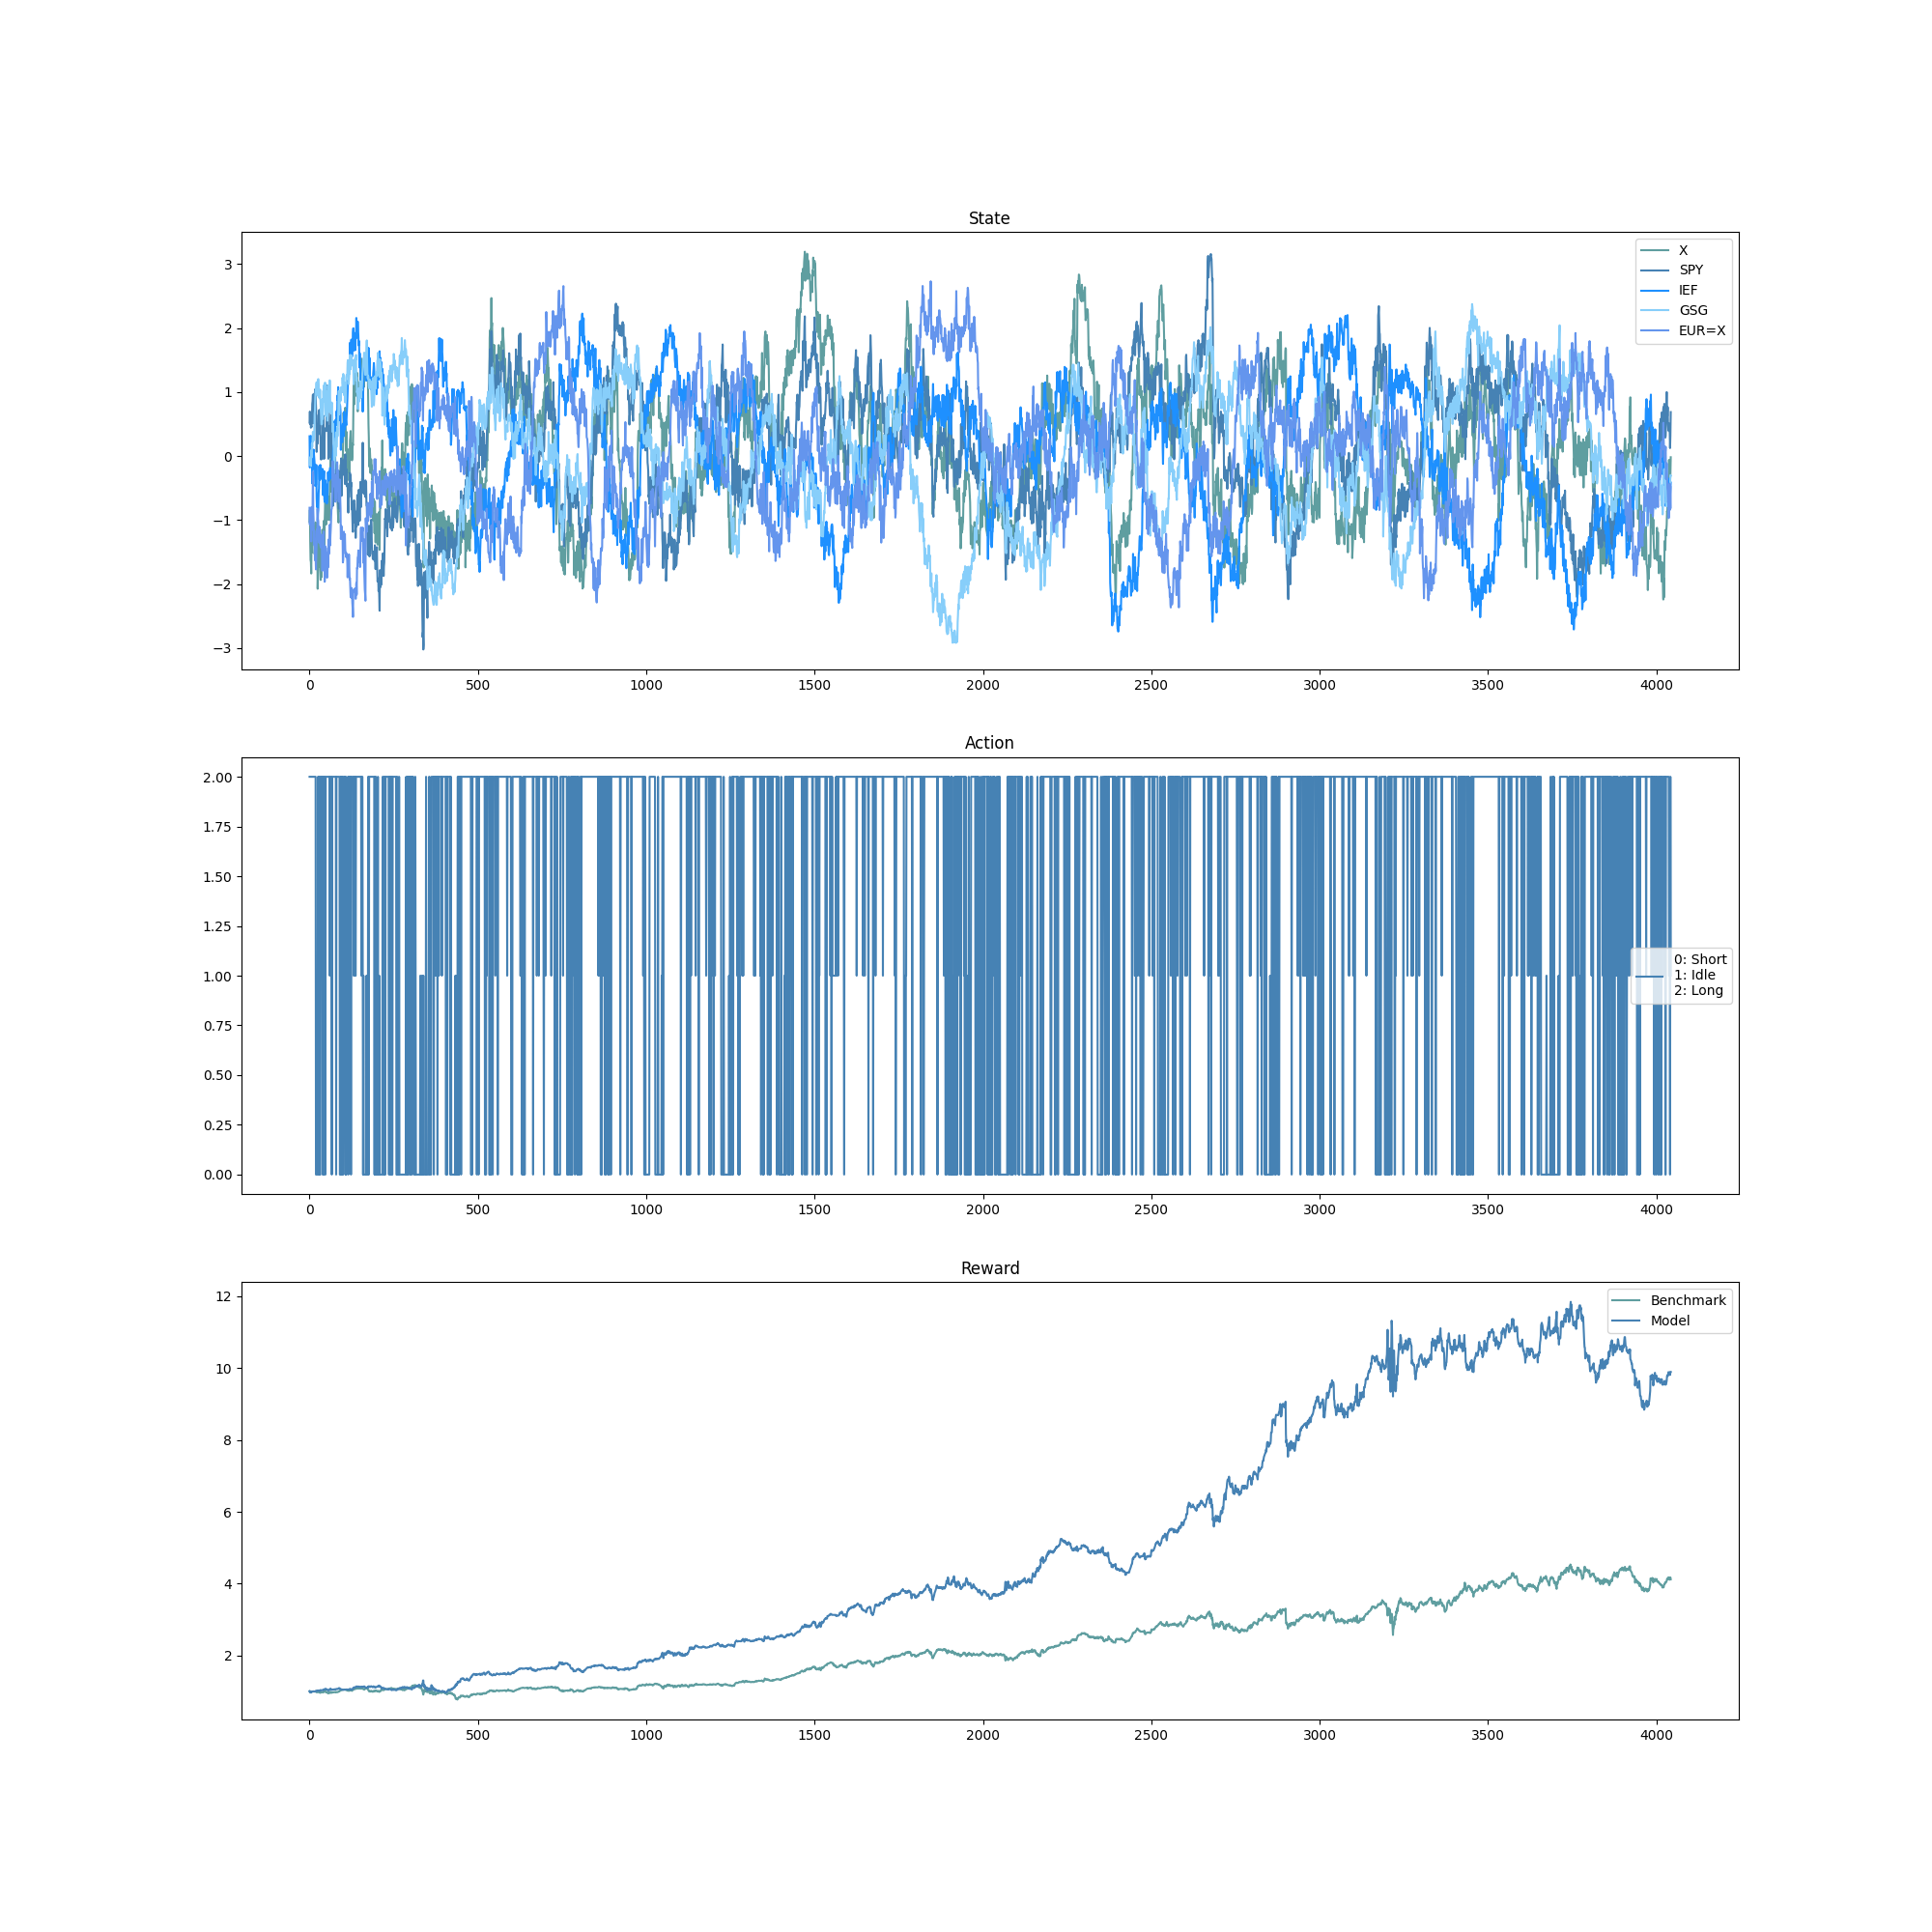 State
3
2
1
0
−1
−2
−3
X
SPY
IEF
GSG
EUR=X
0 500 1000 1500 2000 2500 3000 3500 4000
Action
2.00
1.75
1.50
1.25
1.00
0.75
0.50
0.25
0.00
0: Short
1: Idle
2: Long
0 500 1000 1500 2000 2500 3000 3500 4000
Reward
12
10
8
6
4
2
Benchmark
Model
0 500 1000 1500 2000 2500 3000 3500 4000